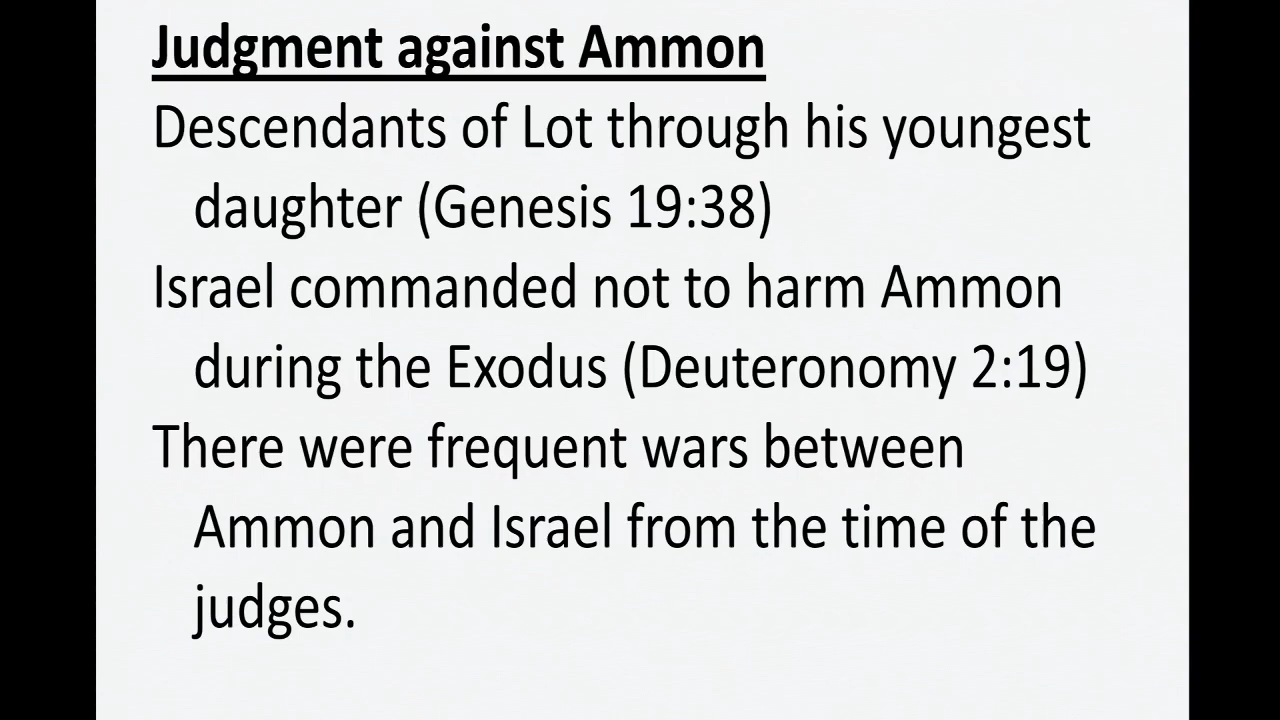 Judgment against Ammon
Descendants of Lot through his youngest
daughter (Genesis 19:38)
Israel commanded not to harm Ammon
during the Exodus (Deuteronomy 2:19)
There were frequent wars between
Ammon and Israel from the time of the
judges.